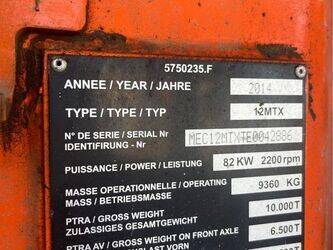 5750235.F
ANNEE / YEAR / JAHRE 2014
TYPE / TYPE / TYP 12MTX
N° DE SERIE / SERIAL Nr MEC12MTXTE0042886
IDENTIFIRUNG - Nr
PUISSANCE / POWER / LEISTUNG 82 KW 2200 rpm
MASSE OPERATIONNELLE / OPERATING 9360 KG
MASS / BETRIEBSMASSE
PTRA / GROSS WEIGHT 10.000T
ZULASSIGES GESAMTGEWICHT
PTRA AV / GROSS WEIGHT ON FRONT AXLE 6.500T